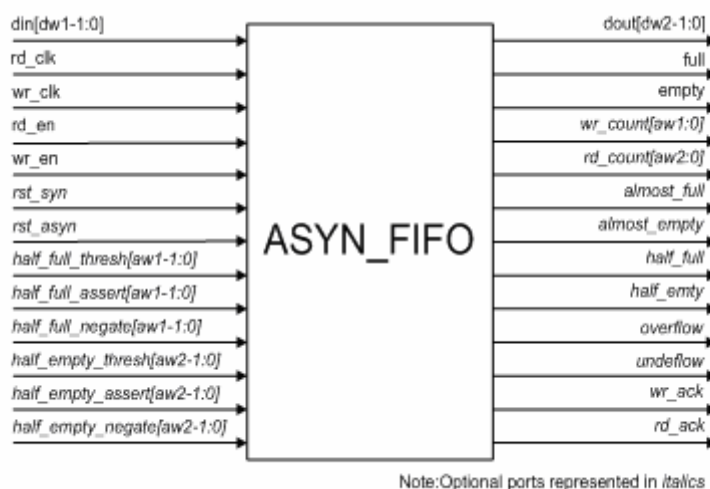 din[dw1-1:0]
rd_clk
wr_clk
rd_en
wr_en
rst_syn
rst_asyn
half_full_thresh[aw1-1:0]
half_full_assert[aw1-1:0]
half_full_negate[aw1-1:0]
half_empty_thresh[aw2-1:0]
half_empty_assert[aw2-1:0]
half_empty_negate[aw2-1:0]
ASYN_FIFO
dout[dw2-1:0]
full
empty
wr_count[aw1:0]
rd_count[aw2:0]
almost_full
almost_empty
half_full
half_emty
overflow
undeflow
wr_ack
rd_ack
Note:Optional ports represented in italics